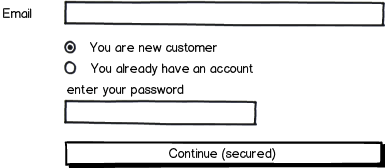 Email
You are new customer
You already have an account
enter your password
Continue (secured)